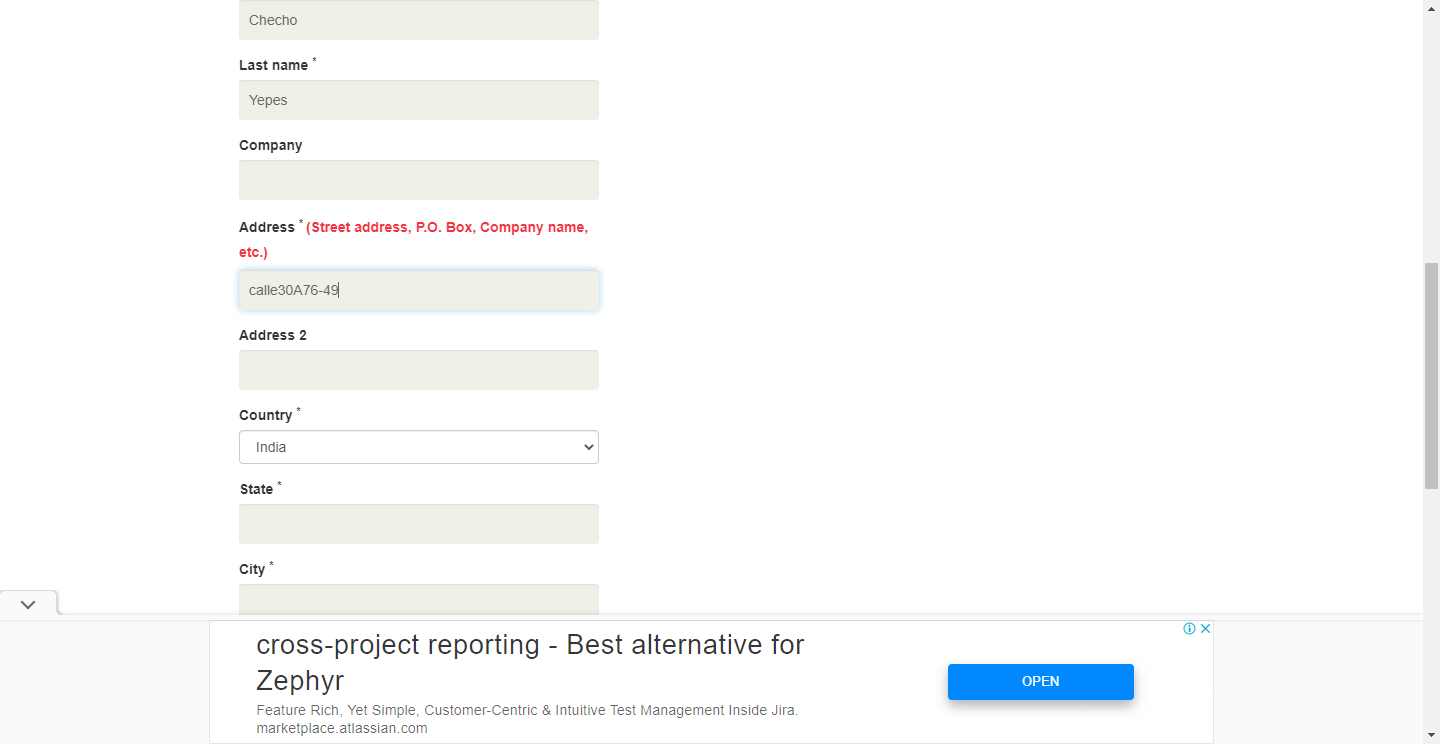 Checho
Last name *
Yepes
Company
Address * (Street address, P.O. Box, Company name,
etc.)
calle30A76-49
Address 2
Country *
India
State *
City *
cross-project reporting - Best alternative for
Zephyr
OPEN
Feature Rich, Yet Simple, Customer-Centric & Intuitive Test Management Inside Jira.
marketplace.atlassian.com